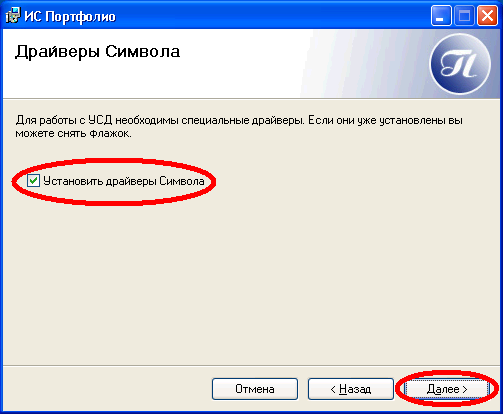 ИС Портфолио
Драйверы Символа
П
Для работы с УСД необходимы специальные драйверы. Если они уже установлены вы
можете снять флажок.
Установить драйверы Символа
Отмена
< Назад
Далее >